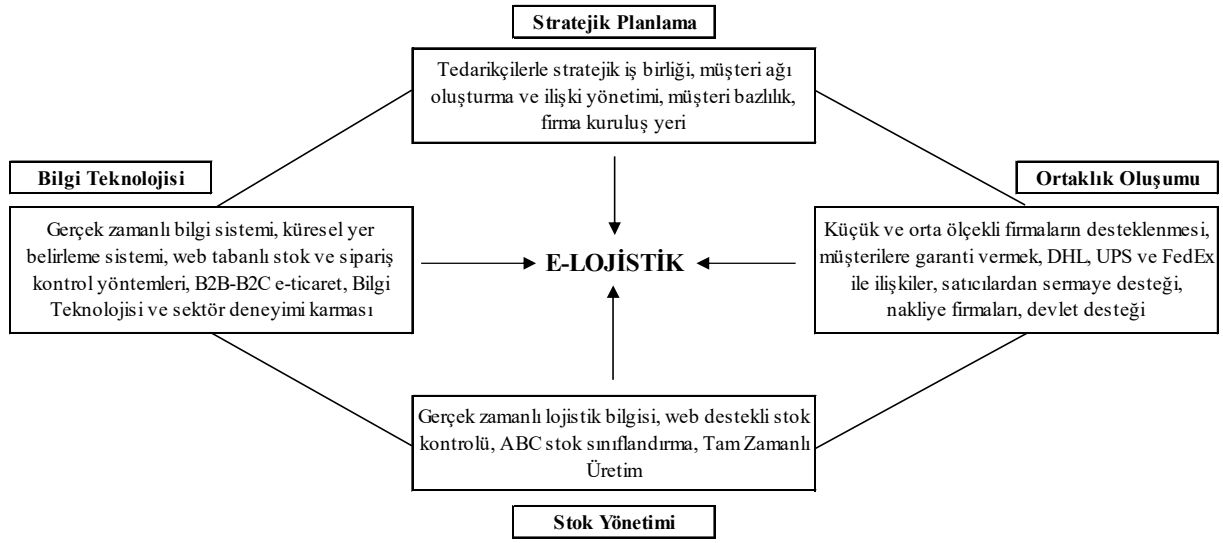 Stratejik Planlama
Tedarikçilerle stratejik iş birliği, müşteri ağı
oluşturma ve ilişki yönetimi, müşteri bazlılık,
firma kuruluş yeri
Bilgi Teknolojisi
Gerçek zamanlı bilgi sistemi, küresel yer
belirleme sistemi, web tabanlı stok ve sipariş
kontrol yöntemleri, B2B-B2C e-ticaret, Bilgi
Teknolojisi ve sektör deneyimi karması
E-LOJİSTİK
Ortaklık Oluşumu
Küçük ve orta ölçekli firmaların desteklenmesi,
müşterilere garanti vermek, DHL, UPS ve FedEx
ile ilişkiler, satıcılardan sermaye desteği,
nakliye firmaları, devlet desteği
Gerçek zamanlı lojistik bilgisi, web destekli stok
kontrolü, ABC stok sınıflandırma, Tam Zamanlı
Üretim
Stok Yönetimi